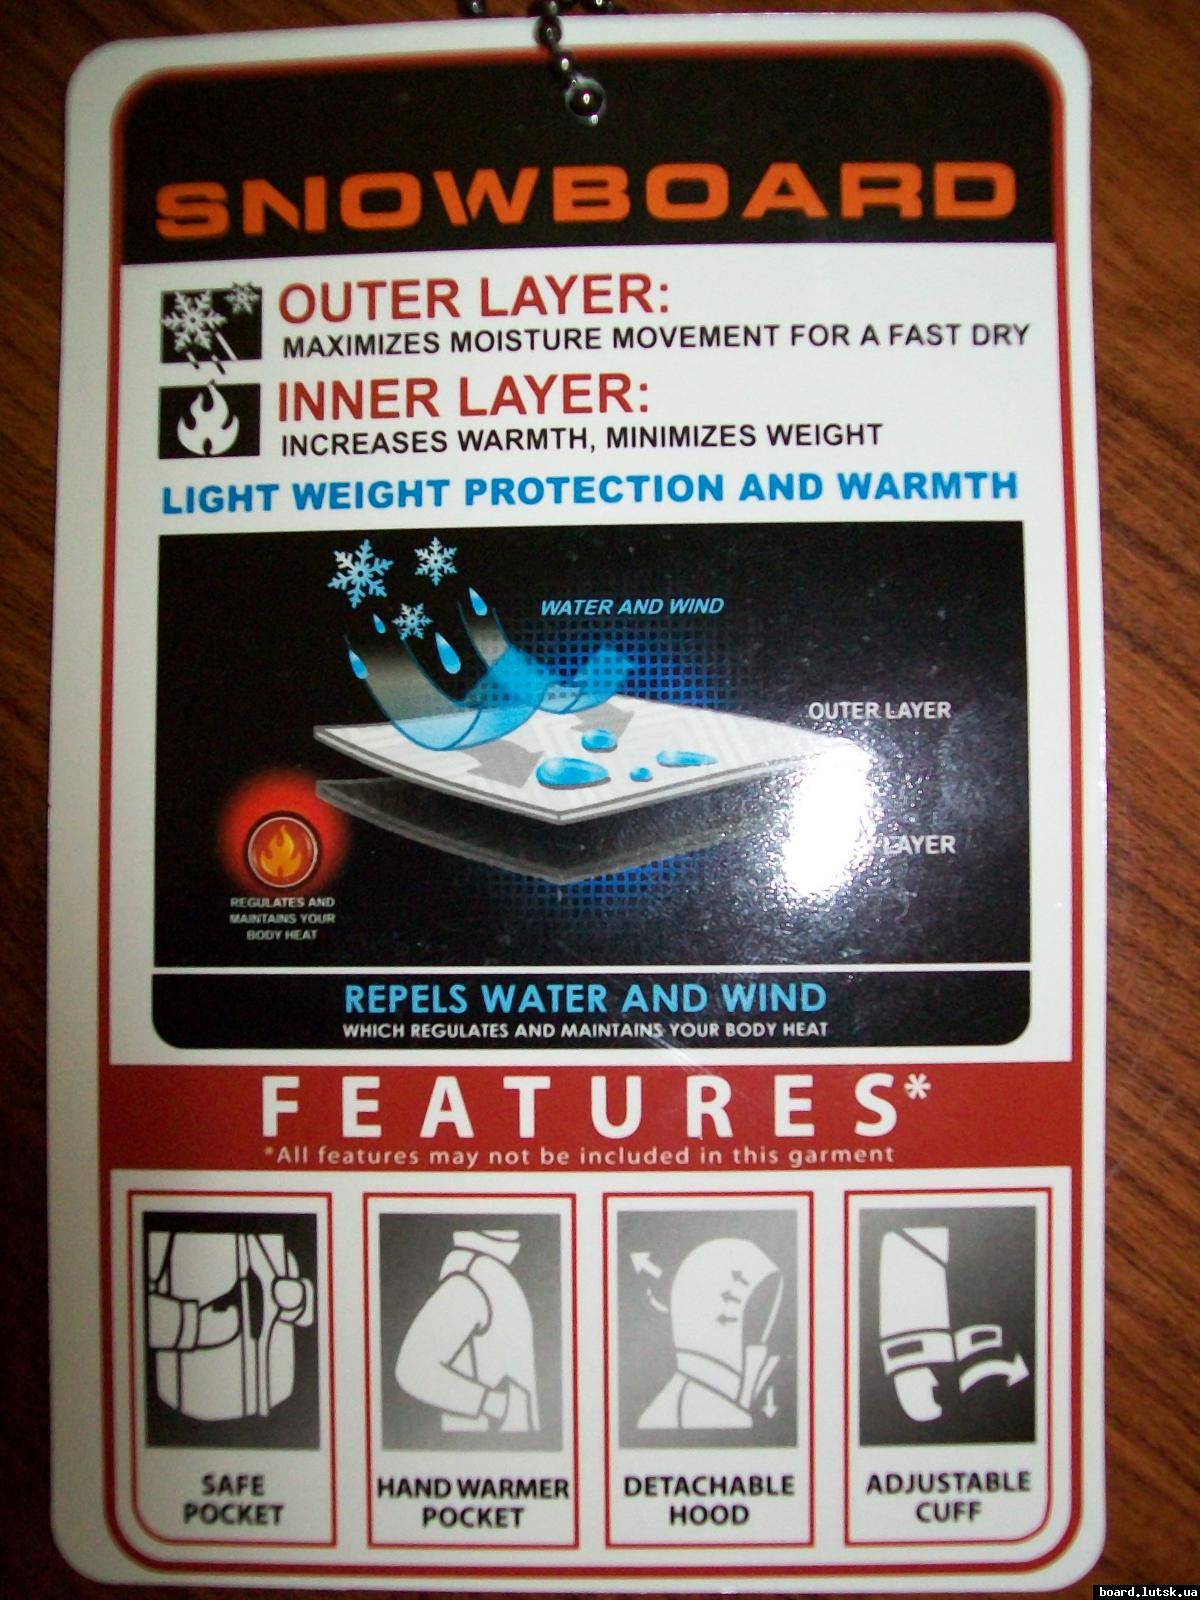 SNOWBOARD
OUTER LAYER:
MAXIMIZES MOISTURE MOVEMENT FOR A FAST DRY
INNER LAYER:
INCREASES WARMTH, MINIMIZES WEIGHT
LIGHT WEIGHT PROTECTION AND WARMTH
WATER AND WIND
OUTER LAYER
LAYER
REGULATES AND
MAINTAINS YOUR
BODY HEAT
REPELS WATER AND WIND
WHICH REGULATES AND MAINTAINS YOUR BODY HEAT
FEATURES*
*All features may not be included in this garment
SAFE
POCKET
HAND WARMER
POCKET
DETACHABLE
HOOD
ADJUSTABLE
CUFF
board.lutsk.ua